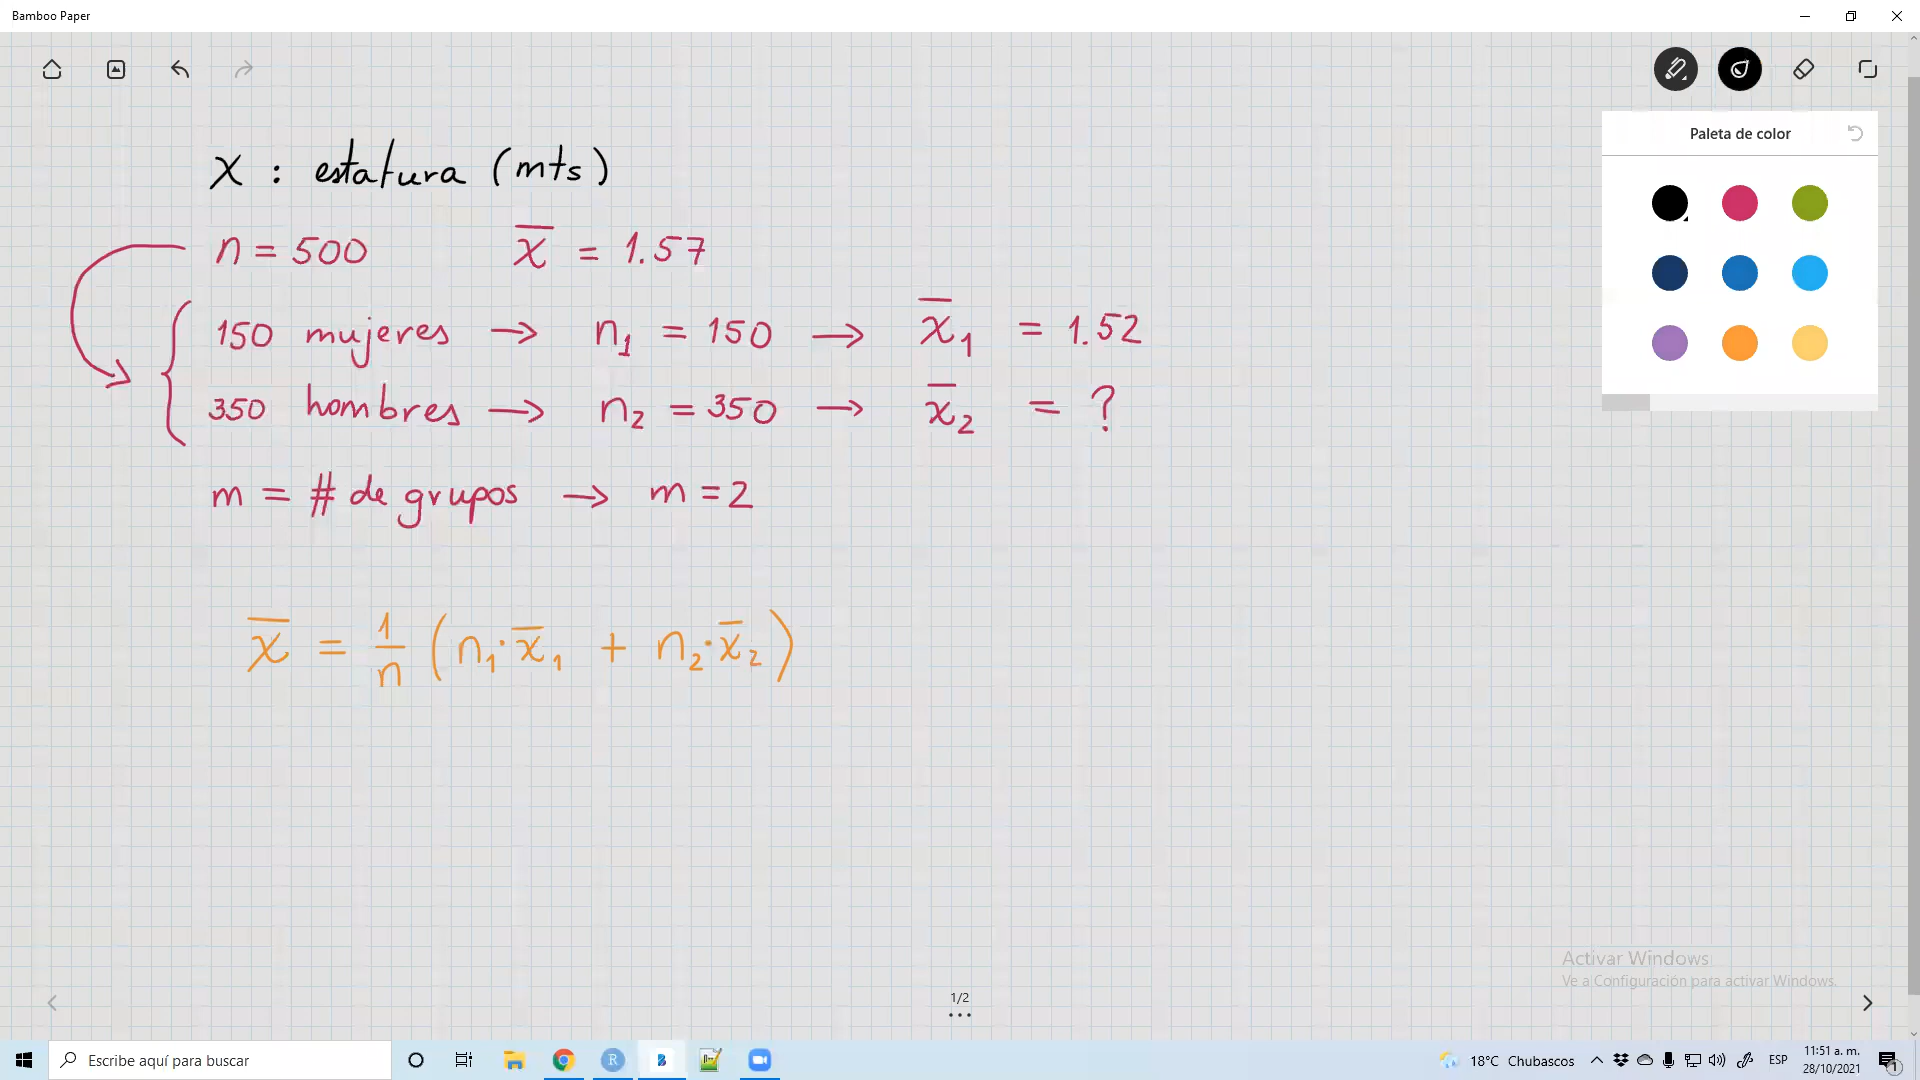 Bamboo Paper
Paleta de color
X : estatura (mts)
n = 500 x̅ = 1.57
150 mujeres → n₁ = 150 → x̅₁ = 1.52
350 hombres → n₂ = 350 → x̅₂ = ?
m = # de grupos → m = 2
x̅ = 1/n (n₁·x̅₁ + n₂·x̅₂)
Activar Windows
Ve a Configuración para activar Windows.
1/2
Escribe aquí para buscar
18°C Chubascos
ESP
11:51 a. m.
28/10/2021
1